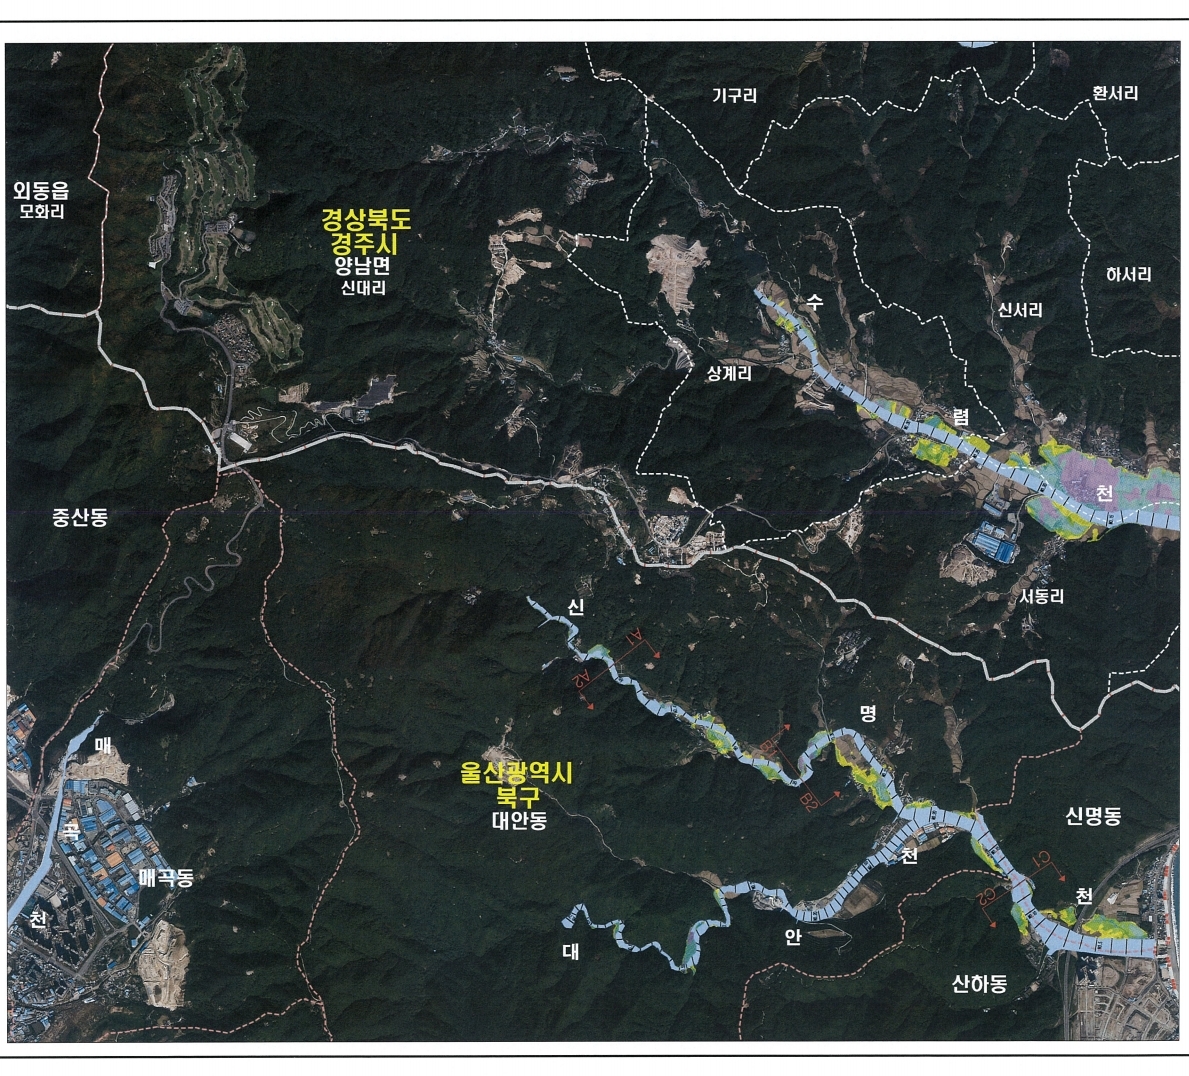 기구리
환서리
외동읍
모화리
경상북도
경주시
양남면
신대리
하서리
수
신서리
상계리
렴
천
중산동
서동리
신
A1
A2
명
매
B2
울산광역시
북구
대안동
신명동
곡
천
C1
매곡동
C2
천
천
안
대
산하동